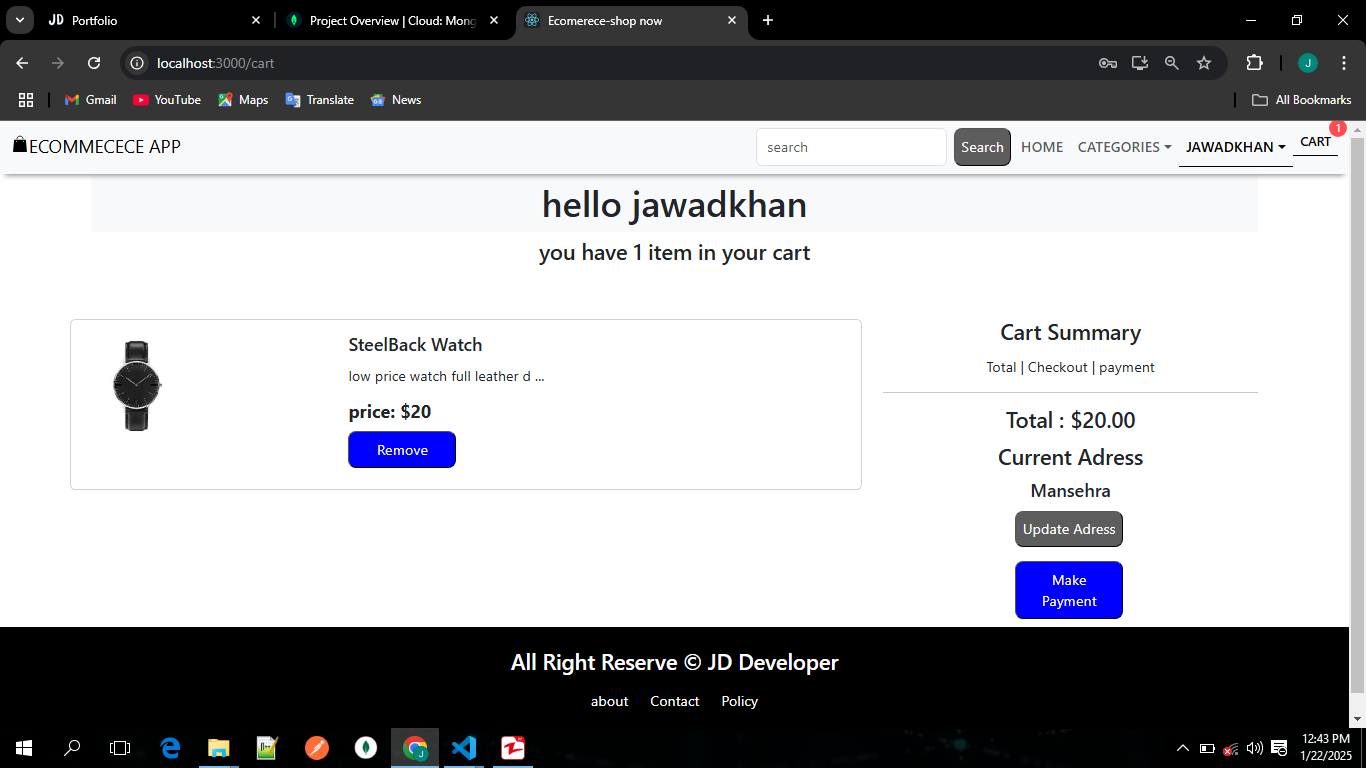 JD Portfolio
Project Overview | Cloud: Mong
Ecomerece-shop now
localhost:3000/cart
J
Gmail
YouTube
Maps
Translate
News
All Bookmarks
ECOMMECECE APP
search
Search
HOME
CATEGORIES
JAWADKHAN
CART
1
hello jawadkhan
you have 1 item in your cart
SteelBack Watch
low price watch full leather d ...
price: $20
Remove
Cart Summary
Total | Checkout | payment
Total : $20.00
Current Adress
Mansehra
Update Adress
Make
Payment
All Right Reserve © JD Developer
about
Contact
Policy
12:43 PM
1/22/2025